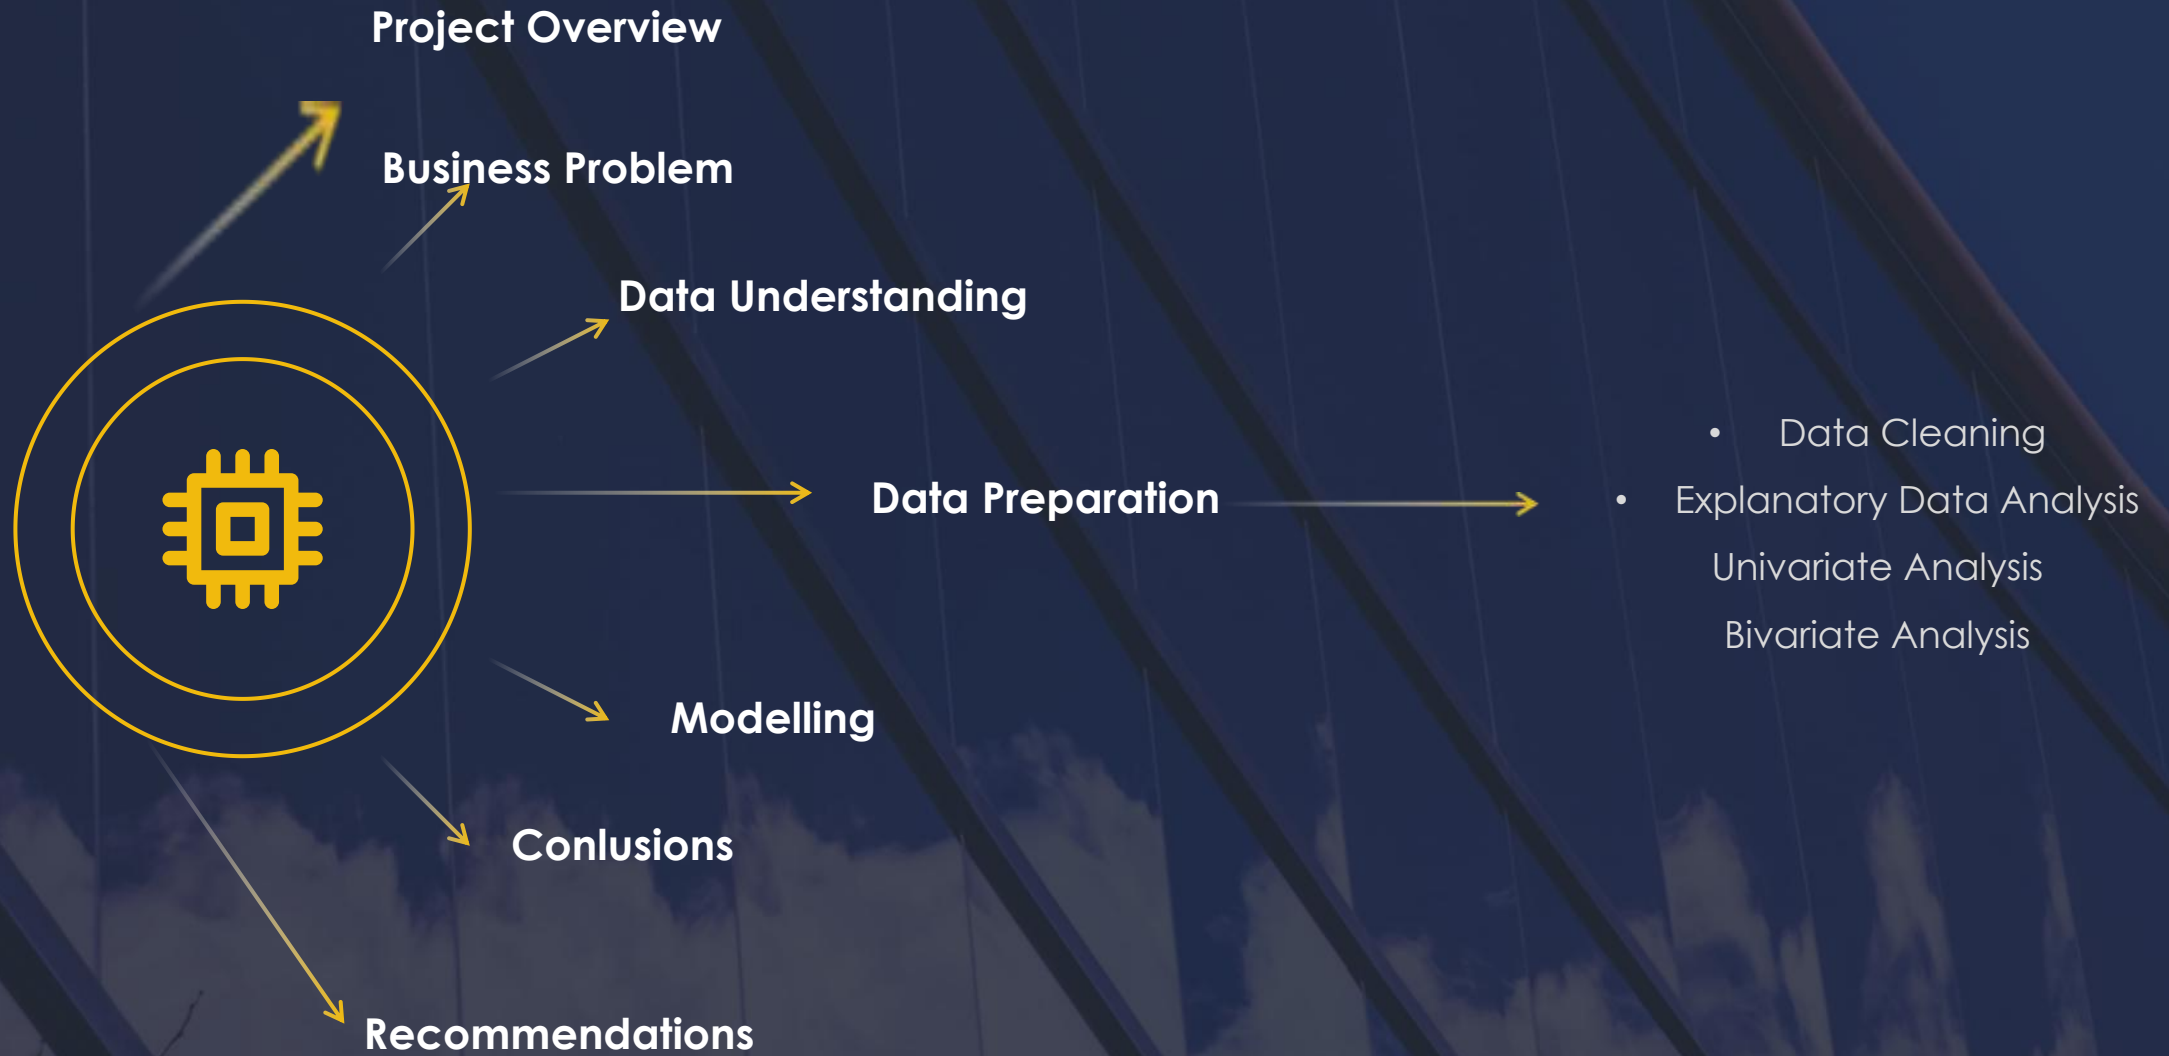 Project Overview
Business Problem
Data Understanding
Data Preparation
• Data Cleaning
• Explanatory Data Analysis
Univariate Analysis
Bivariate Analysis
Modelling
Conlusions
Recommendations